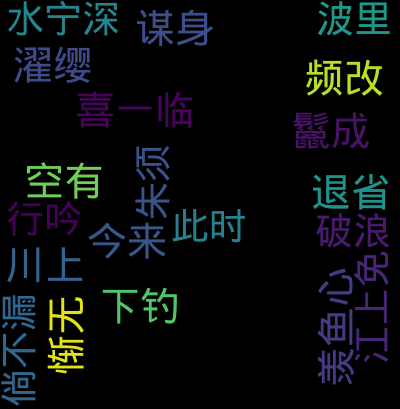 水宁深
谋身
波里
濯缨
频改
喜一临
鬣成
空有
朱须
退省
行吟
今来
此时
破浪
川上
江上免
羡鱼心
下钓
惭无
倘不漏